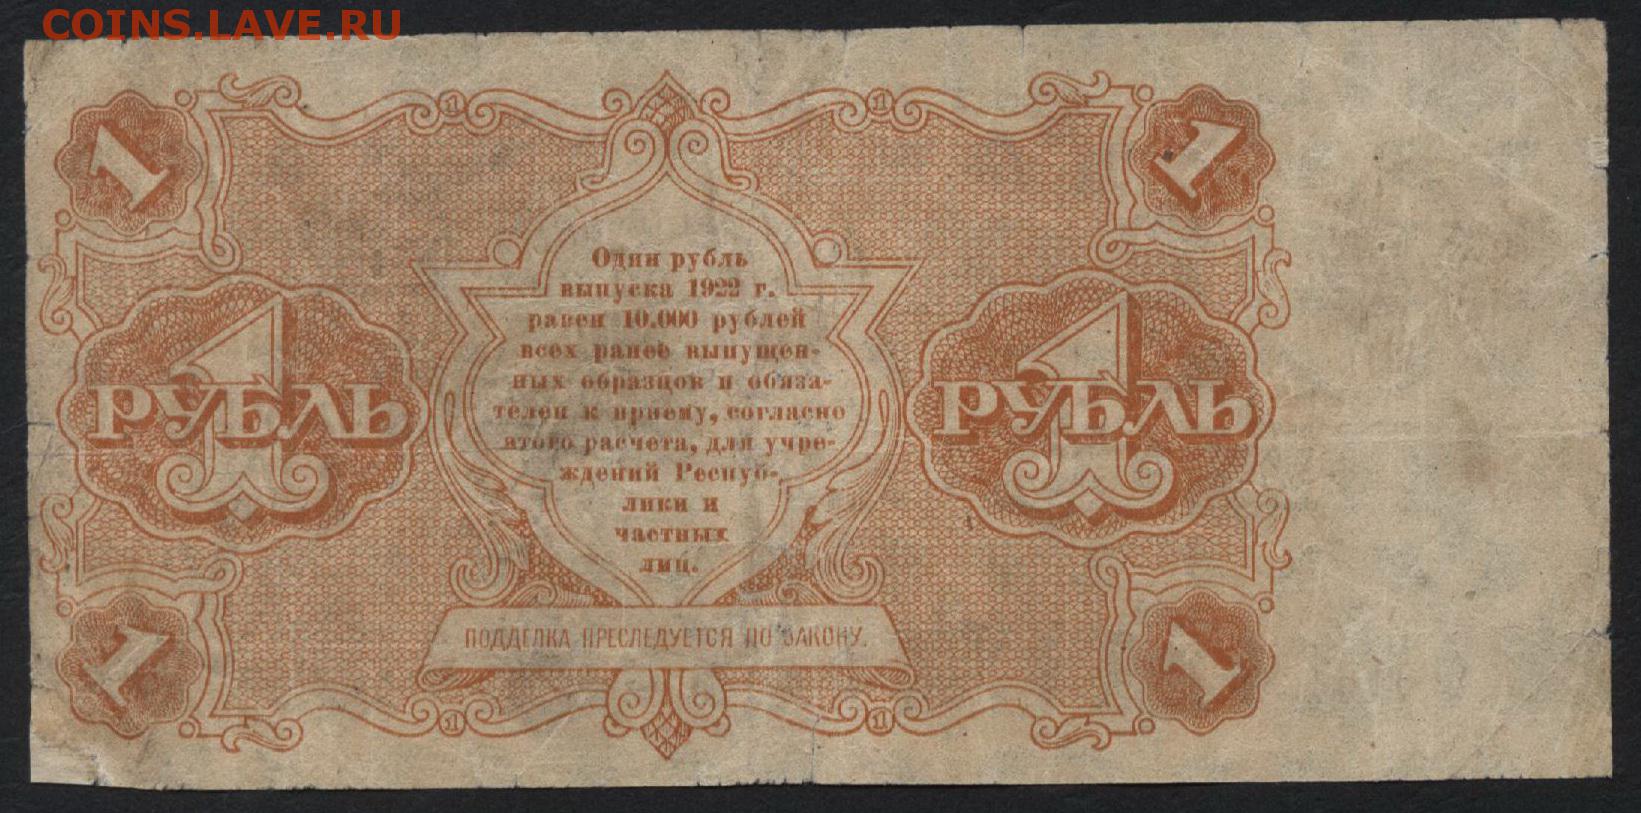 COINS.LAVE.RU
1
1
1
1
Один рубль
выпуска 1922 г.
равен 10.000 рублей
всех ранее выпущен-
ных образцов и обяза-
телен к приему, согласно
этого расчета, для учре-
ждений Респуб-
лики и
частных
лиц.
1
РУБЛЬ
1
РУБЛЬ
ПОДДЕЛКА ПРЕСЛЕДУЕТСЯ ПО ЗАКОНУ.
1
1
1
1